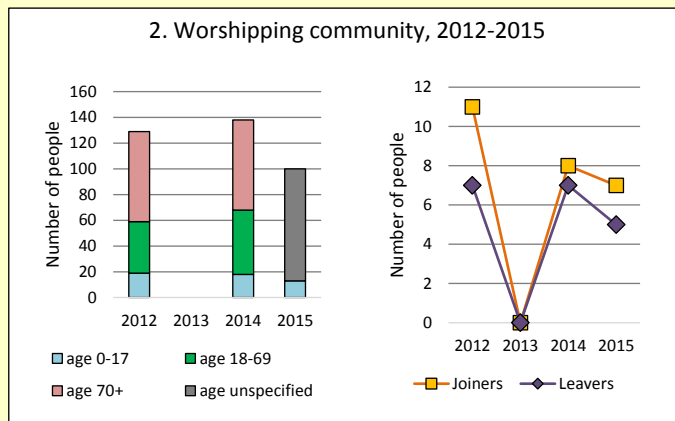 2. Worshipping community, 2012-2015
Number of people
160
140
120
100
80
60
40
20
0
2012 2013 2014 2015
age 0-17 age 18-69
age 70+ age unspecified
Number of people
12
10
8
6
4
2
0
2012 2013 2014 2015
Joiners Leavers